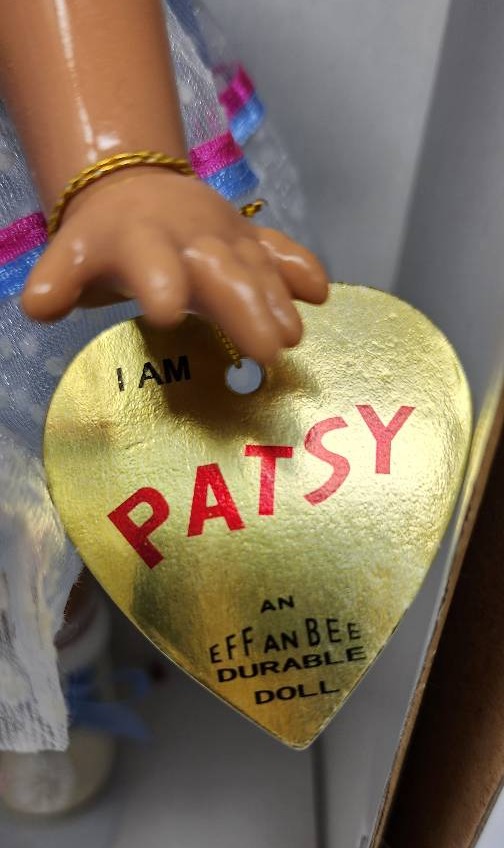 I AM
PATSY
AN
EFFanBEE
DURABLE
DOLL